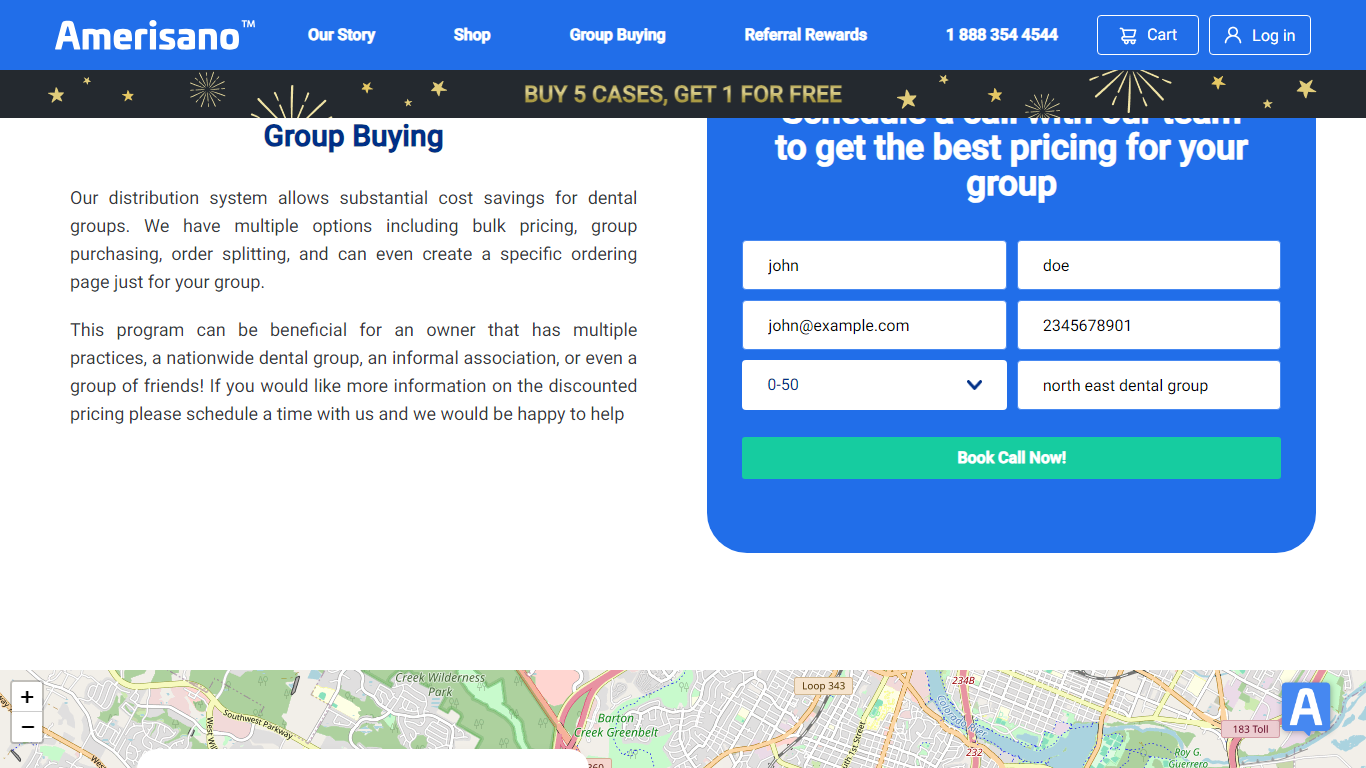 Amerisano™
Our Story
Shop
Group Buying
Referral Rewards
1 888 354 4544
Cart
Log in
BUY 5 CASES, GET 1 FOR FREE
Group Buying
Our distribution system allows substantial cost savings for dental
groups. We have multiple options including bulk pricing, group
purchasing, order splitting, and can even create a specific ordering
page just for your group.
This program can be beneficial for an owner that has multiple
practices, a nationwide dental group, an informal association, or even a
group of friends! If you would like more information on the discounted
pricing please schedule a time with us and we would be happy to help
Schedule a call with our team
to get the best pricing for your
group
john
doe
john@example.com
2345678901
0-50
north east dental group
Book Call Now!
+
−
Creek Wilderness
Park
Southwest Parkway
Barton
Creek Greenbelt
360
Loop 343
234B
232
183 Toll
Roy G.
Guerrero
A